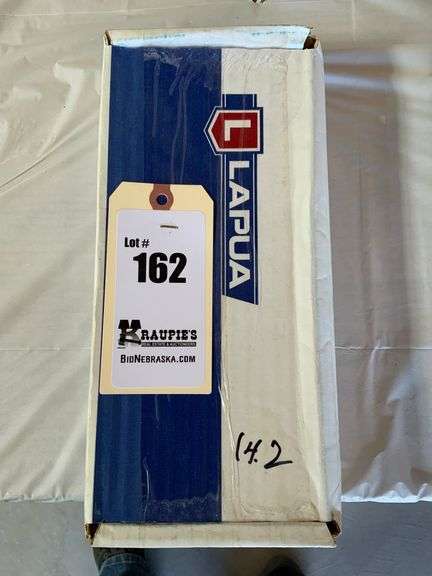 L LAPUA
Lot #
162
KRAUPIE'S
REAL ESTATE & AUCTIONEERS
BIDNEBRASKA.COM
14.2